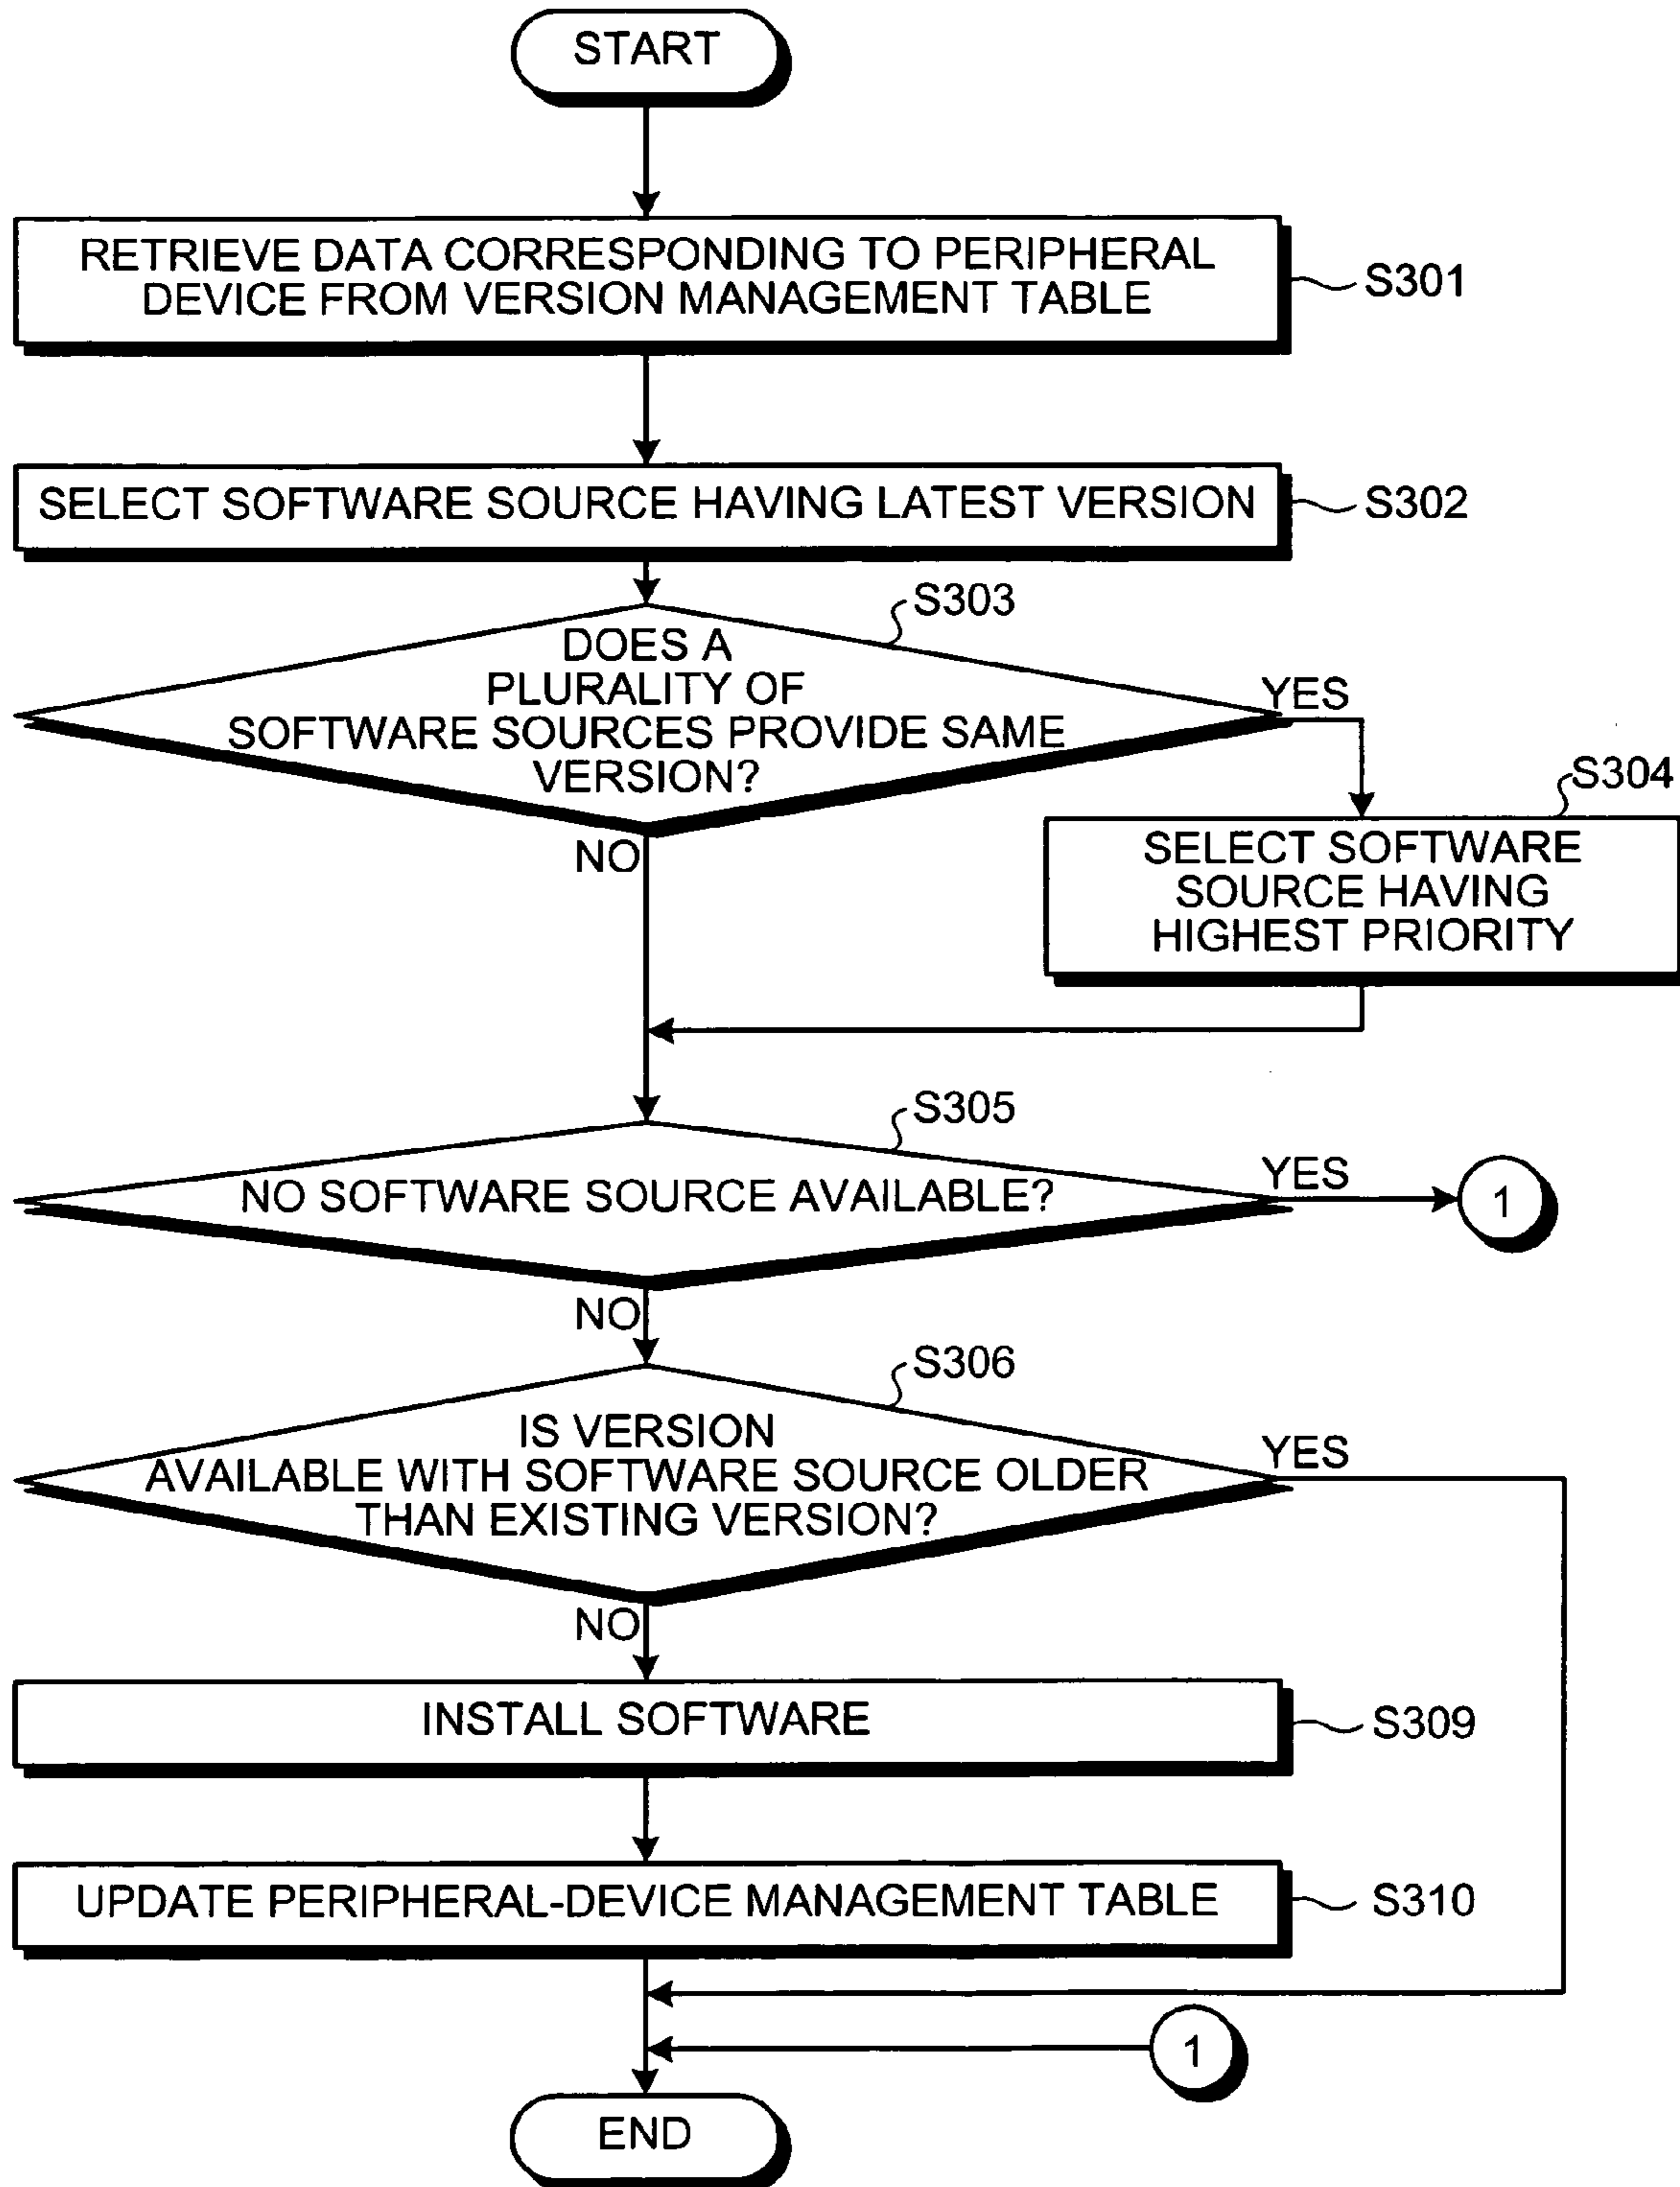 START
RETRIEVE DATA CORRESPONDING TO PERIPHERAL
DEVICE FROM VERSION MANAGEMENT TABLE
S301
SELECT SOFTWARE SOURCE HAVING LATEST VERSION
S302
S303
DOES A
PLURALITY OF
SOFTWARE SOURCES PROVIDE SAME
VERSION?
YES
NO
S304
SELECT SOFTWARE
SOURCE HAVING
HIGHEST PRIORITY
S305
NO SOFTWARE SOURCE AVAILABLE?
YES
1
NO
S306
IS VERSION
AVAILABLE WITH SOFTWARE SOURCE OLDER
THAN EXISTING VERSION?
YES
NO
INSTALL SOFTWARE
S309
UPDATE PERIPHERAL-DEVICE MANAGEMENT TABLE
S310
1
END